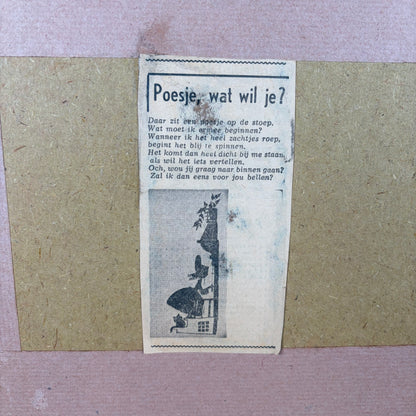 Poesje, wat wil je?
Daar zit een poesje op de stoep.
Wat moet ik ermee beginnen?
Wanneer ik het heel zachtjes roep,
begint het blij te spinnen.
Het komt dan heel dicht bij me staan,
als wil het iets vertellen.
Och, wou jij graag naar binnen gaan?
Zal ik dan eens voor jou bellen?